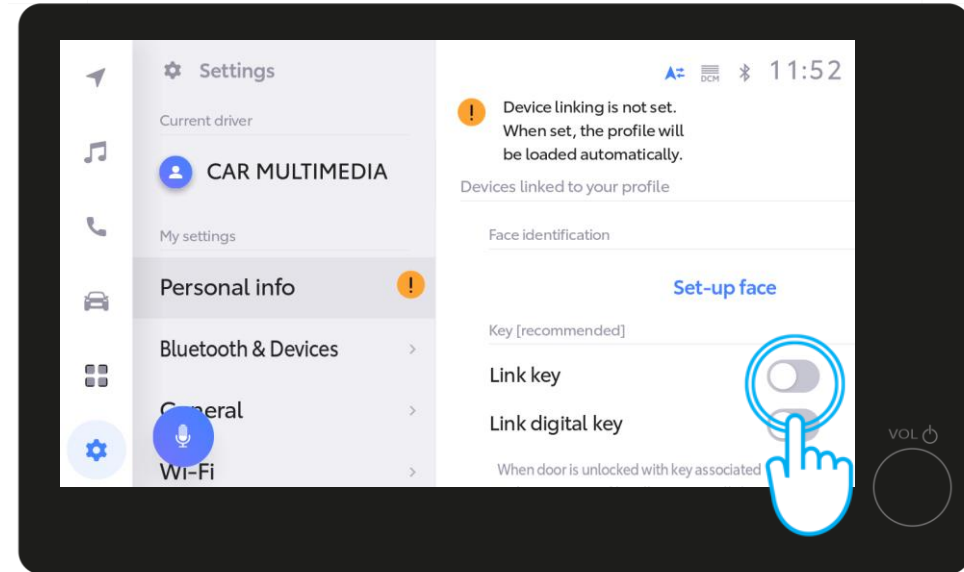 Settings
Current driver
CAR MULTIMEDIA
My settings
Personal info
!
Bluetooth & Devices
General
Wi-Fi
DCM
11:52
!
Device linking is not set.
When set, the profile will
be loaded automatically.
Devices linked to your profile
Face identification
Set-up face
Key [recommended]
Link key
Link digital key
When door is unlocked with key associated
VOL